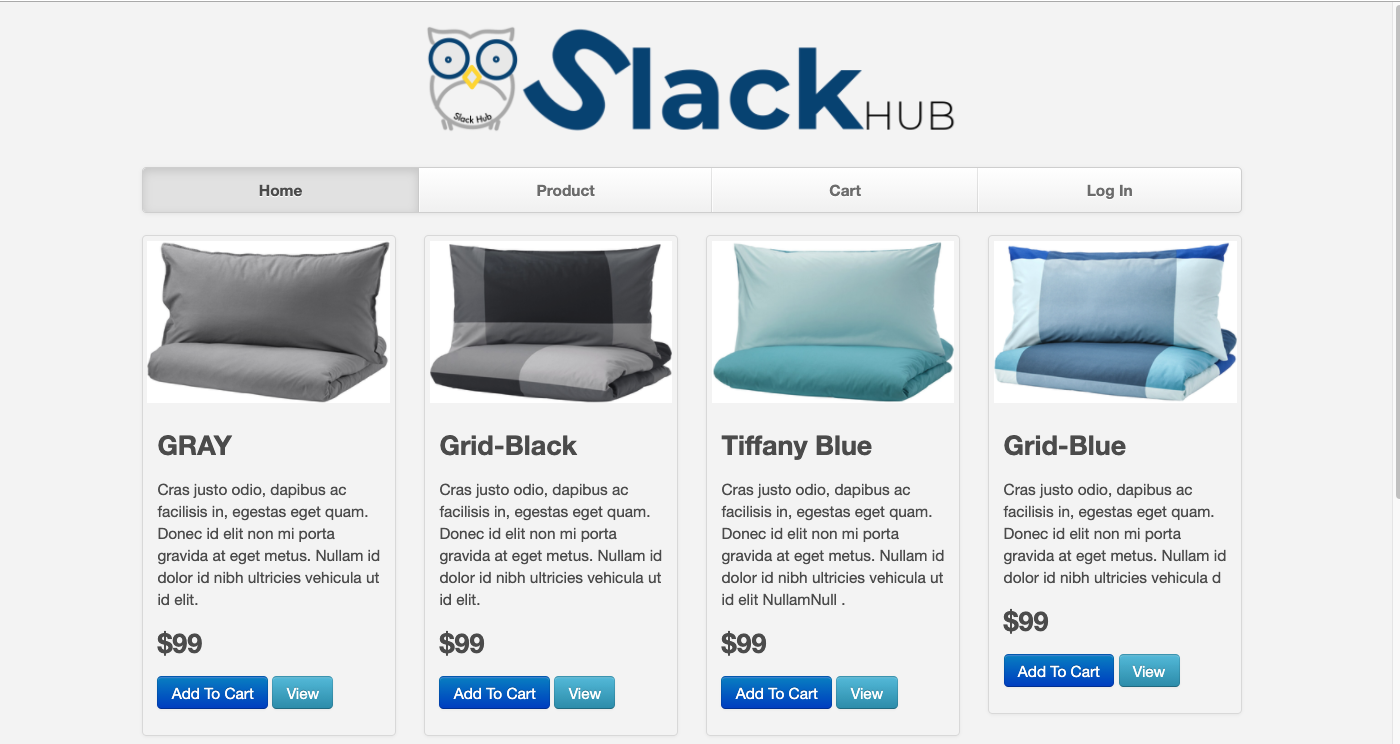 Slack Hub
Slack HUB
Home
Product
Cart
Log In
GRAY
Cras justo odio, dapibus ac
facilisis in, egestas eget quam.
Donec id elit non mi porta
gravida at eget metus. Nullam id
dolor id nibh ultricies vehicula ut
id elit.
$99
Add To Cart
View
Grid-Black
Cras justo odio, dapibus ac
facilisis in, egestas eget quam.
Donec id elit non mi porta
gravida at eget metus. Nullam id
dolor id nibh ultricies vehicula ut
id elit.
$99
Add To Cart
View
Tiffany Blue
Cras justo odio, dapibus ac
facilisis in, egestas eget quam.
Donec id elit non mi porta
gravida at eget metus. Nullam id
dolor id nibh ultricies vehicula ut
id elit NullamNull .
$99
Add To Cart
View
Grid-Blue
Cras justo odio, dapibus ac
facilisis in, egestas eget quam.
Donec id elit non mi porta
gravida at eget metus. Nullam id
dolor id nibh ultricies vehicula d
$99
Add To Cart
View